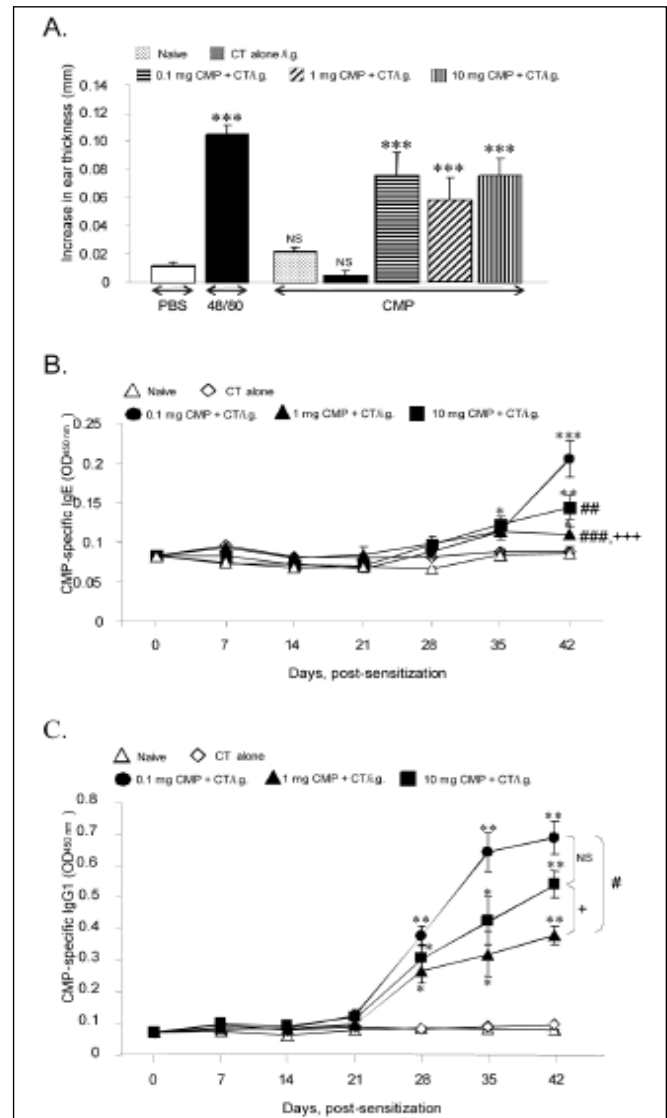 A.
Naive CT alone/i.g.
0.1 mg CMP + CT/i.g. 1 mg CMP + CT/i.g. 10 mg CMP + CT/i.g.
Increase in ear thickness (mm)
0.14
0.12
0.10
0.08
0.06
0.04
0.02
0
***
NS
NS
***
***
***
PBS 48/80 CMP
B.
Naive CT alone
0.1 mg CMP + CT/i.g. 1 mg CMP + CT/i.g. 10 mg CMP + CT/i.g.
CMP-specific IgE (OD450 nm)
0.25
0.2
0.15
0.1
0.05
0
***
*
**
##
*
###,+++
0 7 14 21 28 35 42
Days, post-sensitization
C.
Naive CT alone
0.1 mg CMP + CT/i.g. 1 mg CMP + CT/i.g. 10 mg CMP + CT/i.g.
CMP-specific IgG1 (OD450 nm)
0.8
0.7
0.6
0.5
0.4
0.3
0.2
0.1
0
**
**
NS
**
#
**
*
+
*
**
*
*
0 7 14 21 28 35 42
Days, post-sensitization